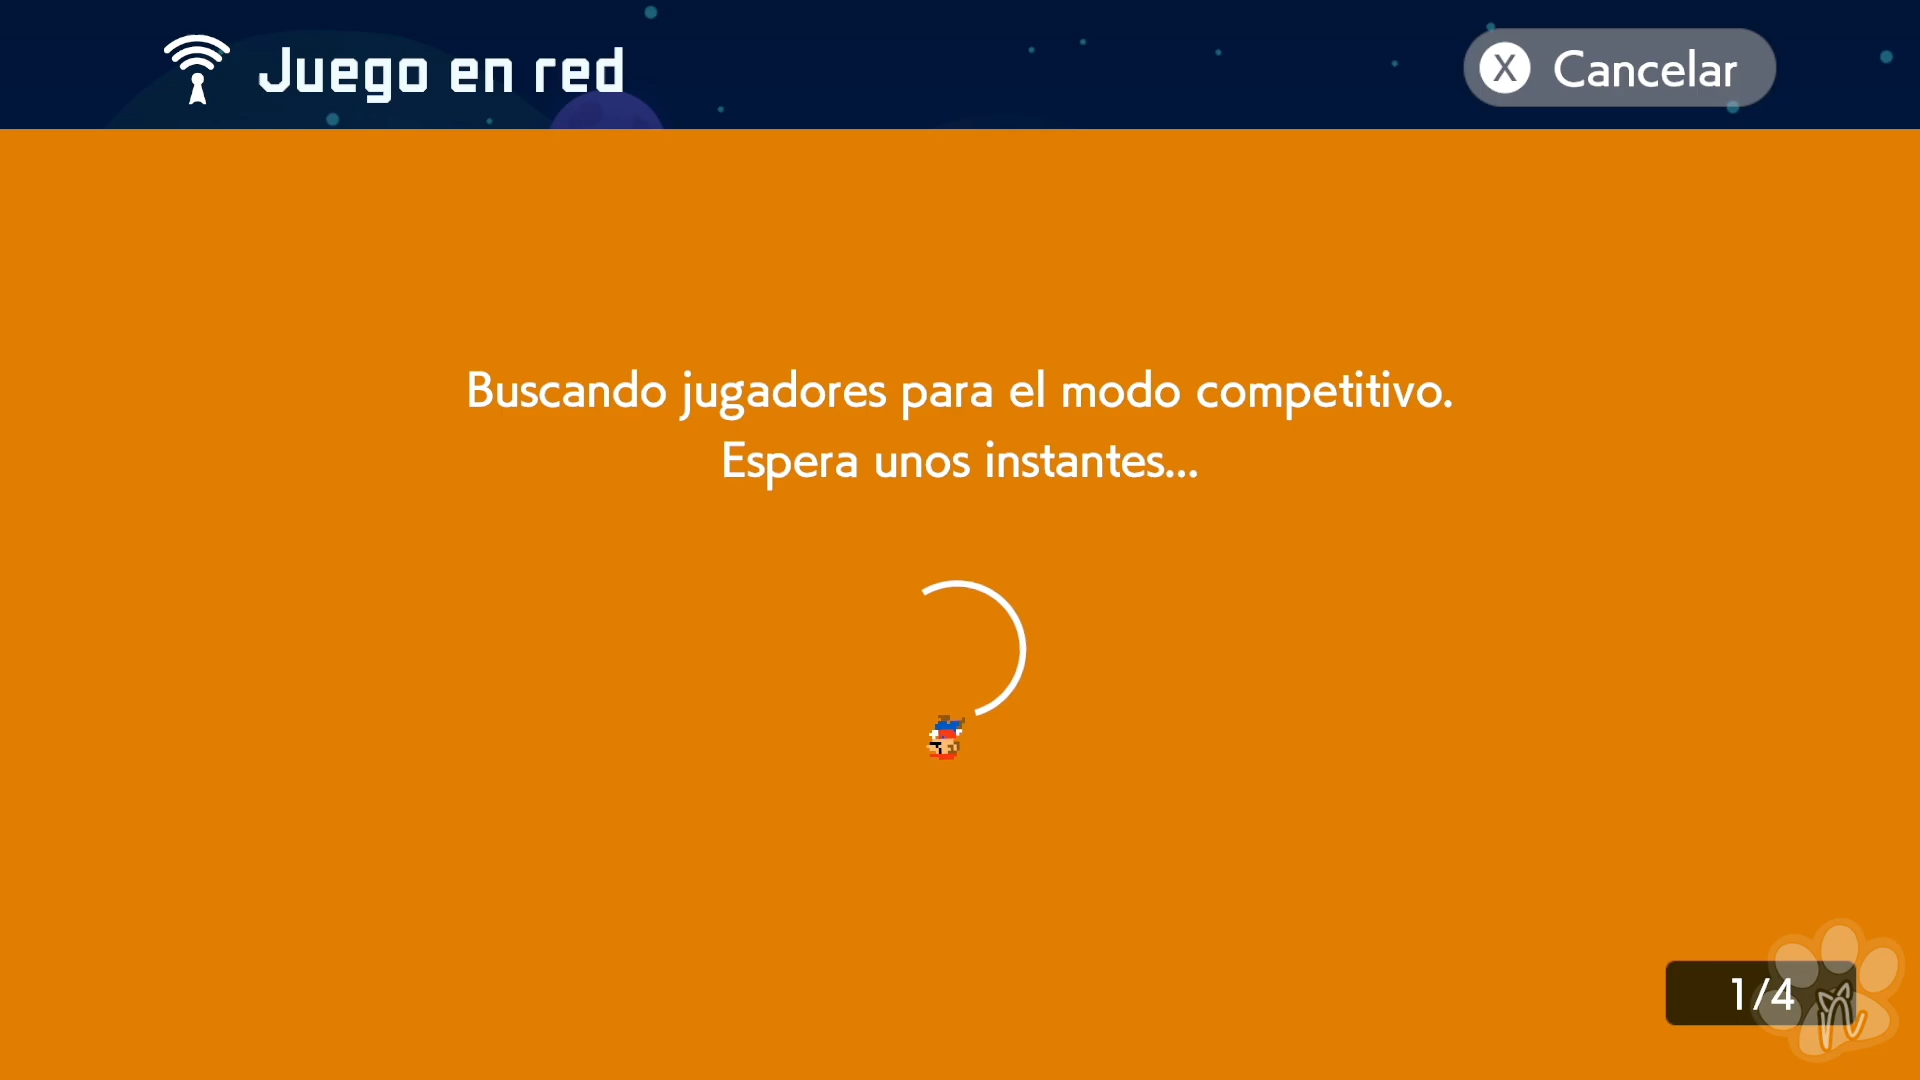 Juego en red
X Cancelar
Buscando jugadores para el modo competitivo.
Espera unos instantes...
1/4